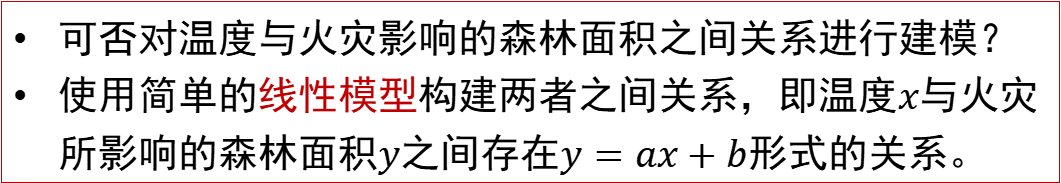 • 可否对温度与火灾影响的森林面积之间关系进行建模？
• 使用简单的线性模型构建两者之间关系，即温度𝑥与火灾
所影响的森林面积𝑦之间存在𝑦 = 𝑎𝑥 + 𝑏形式的关系。